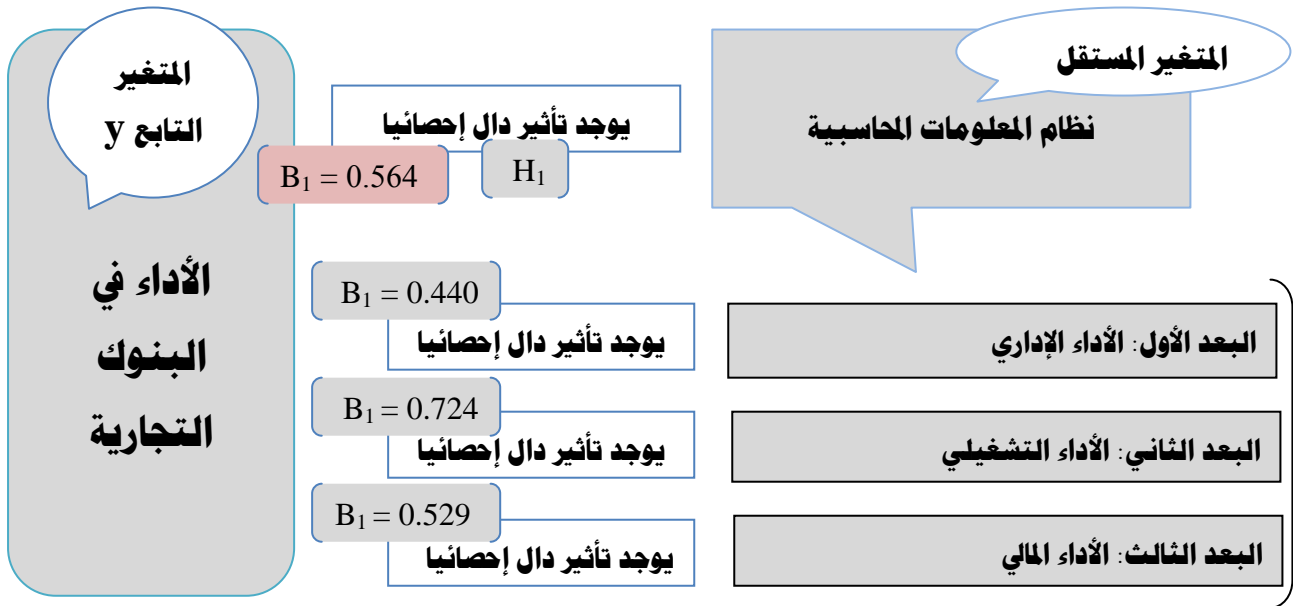 المتغير المستقل
نظام المعلومات المحاسبية
المتغير
التابع y
يوجد تأثير دال إحصائيا
H₁
B₁ = 0.564
الأداء في
البنوك
التجارية
B₁ = 0.440
البعد الأول: الأداء الإداري
يوجد تأثير دال إحصائيا
B₁ = 0.724
البعد الثاني: الأداء التشغيلي
يوجد تأثير دال إحصائيا
B₁ = 0.529
البعد الثالث: الأداء المالي
يوجد تأثير دال إحصائيا